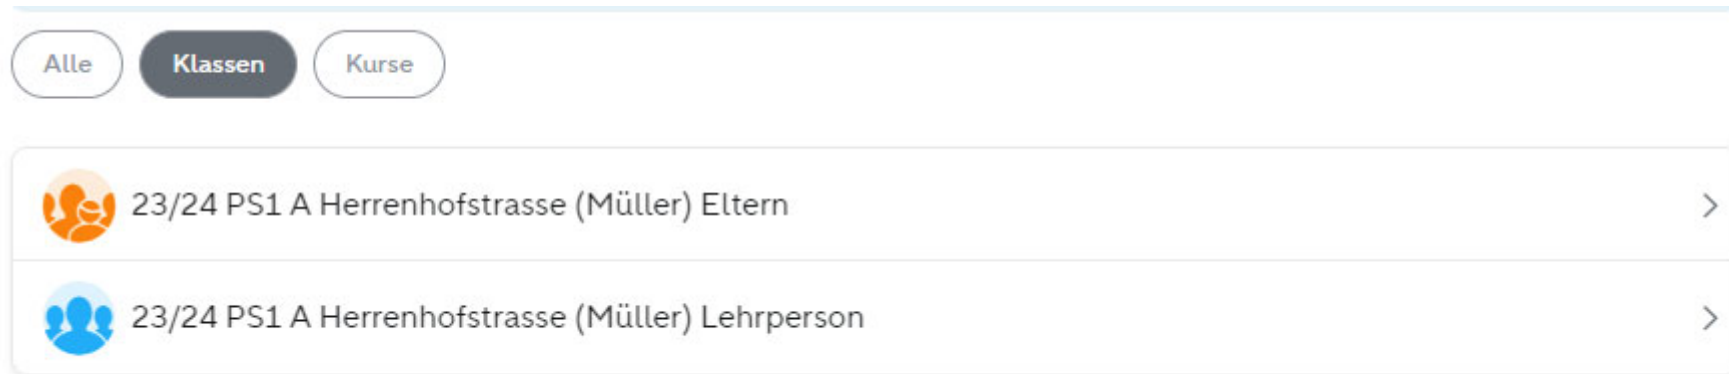 Alle Klassen Kurse
23/24 PS1 A Herrenhofstrasse (Müller) Eltern
23/24 PS1 A Herrenhofstrasse (Müller) Lehrperson